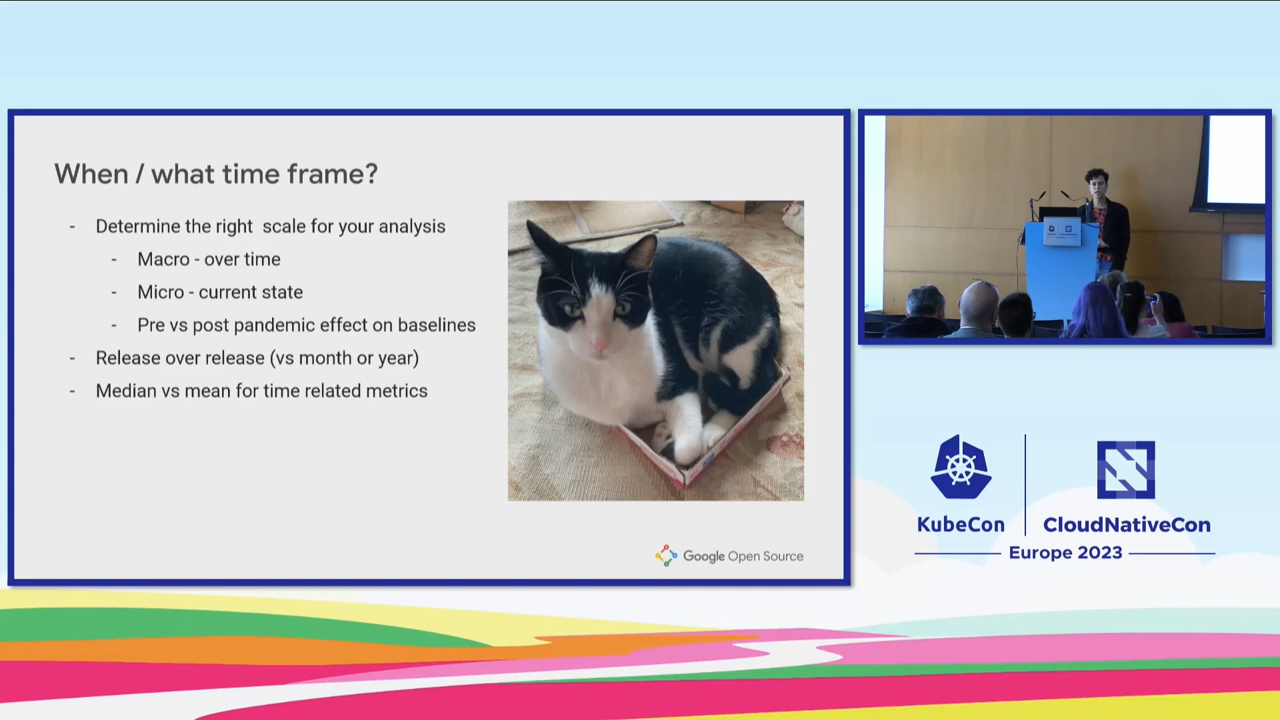 When / what time frame?
- Determine the right scale for your analysis
- Macro - over time
- Micro - current state
- Pre vs post pandemic effect on baselines
- Release over release (vs month or year)
- Median vs mean for time related metrics
Google Open Source
KubeCon
CloudNativeCon
Europe 2023